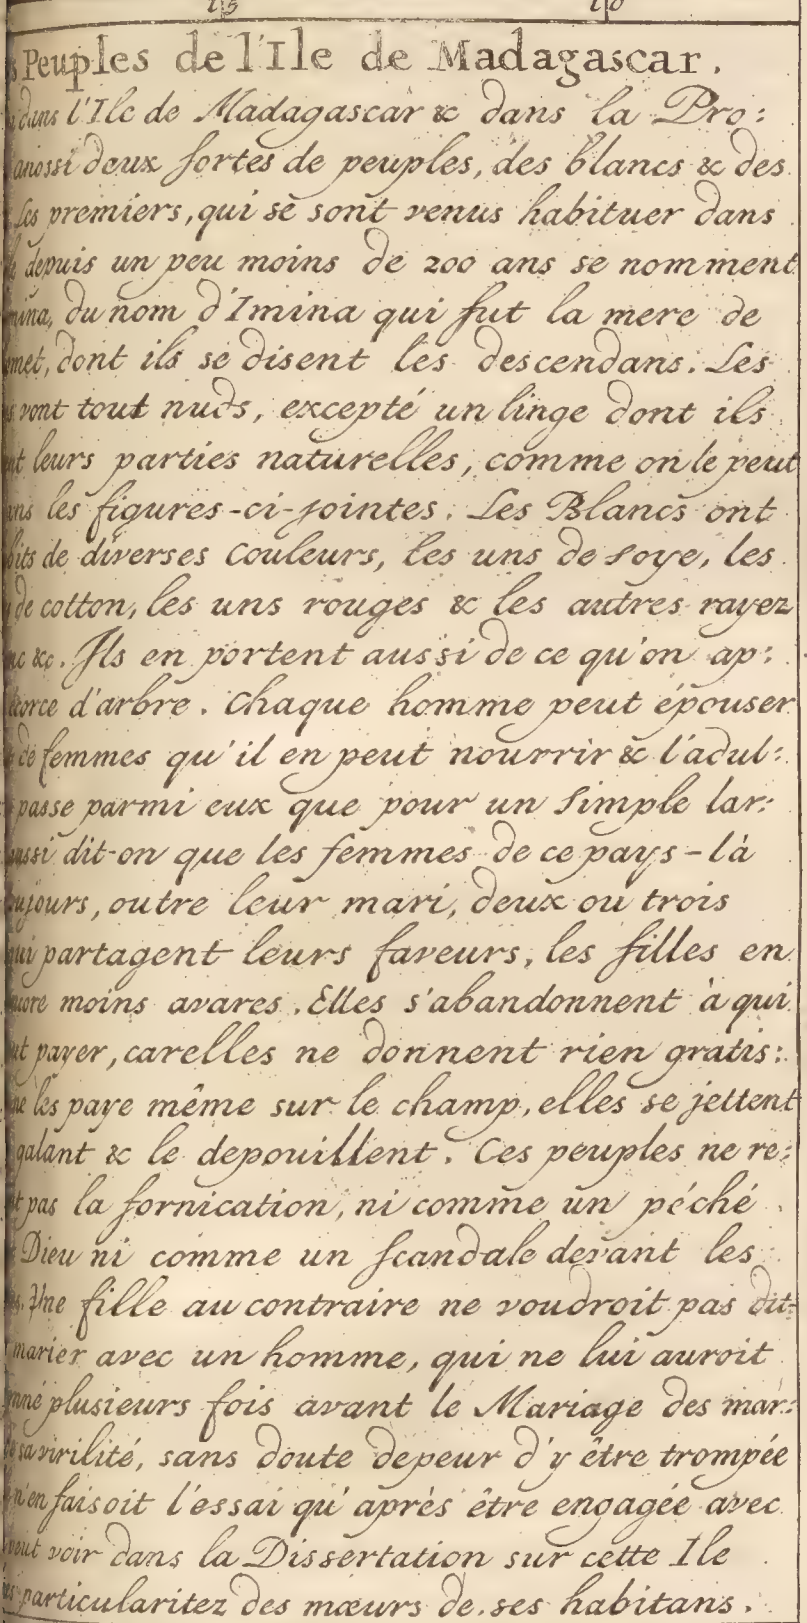 Peuples de l'Ile de Madagascar.
dans l'Ile de Madagascar & dans la Pro:
anossi deux sortes de peuples, des blancs & des
Les premiers, qui se sont venus habituer dans
depuis un peu moins de 200 ans se nomment
du nom d'Imina qui fut la mere de
dont ils se disent les descendans. Les
vont tout nuds, excepté un linge dont ils
leurs parties naturelles, comme on le peut
les figures-ci-jointes. Les Blancs ont
de diverses Couleurs, les uns de soye, les
de cotton, les uns rouges & les autres rayez
&c. Ils en portent aussi de ce qu'on ap:
d'arbre. Chaque homme peut épouser
de femmes qu'il en peut nourrir & l'adul:
passe parmi eux que pour un simple lar:
dit-on que les femmes de ce pays-là
outre leur mari, deux ou trois
partagent leurs faveurs, les filles en
moins avares. Elles s'abandonnent à qui
payer, car elles ne donnent rien gratis:
les paye même sur le champ, elles se jettent
galant & le depouillent. Ces peuples ne re:
pas la fornication, ni comme un péché
Dieu ni comme un scandale devant les
Une fille au contraire ne voudroit pas dit-
marier avec un homme, qui ne lui auroit
plusieurs fois avant le Mariage des mar:
sa virilité, sans doute de peur d'y être trompée
n'en faisoit l'essai qu'après être engagée avec
voir dans la Dissertation sur cette Ile
particularitez des mœurs de ses habitans.